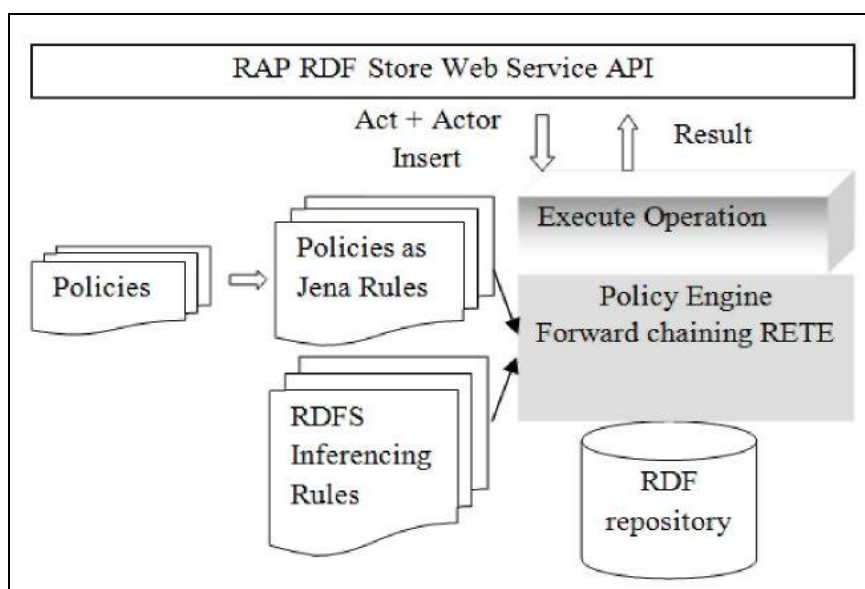 RAP RDF Store Web Service API
Act + Actor
Insert
Result
Execute Operation
Policies
Policies as
Jena Rules
Policy Engine
Forward chaining RETE
RDFS
Inferencing
Rules
RDF
repository